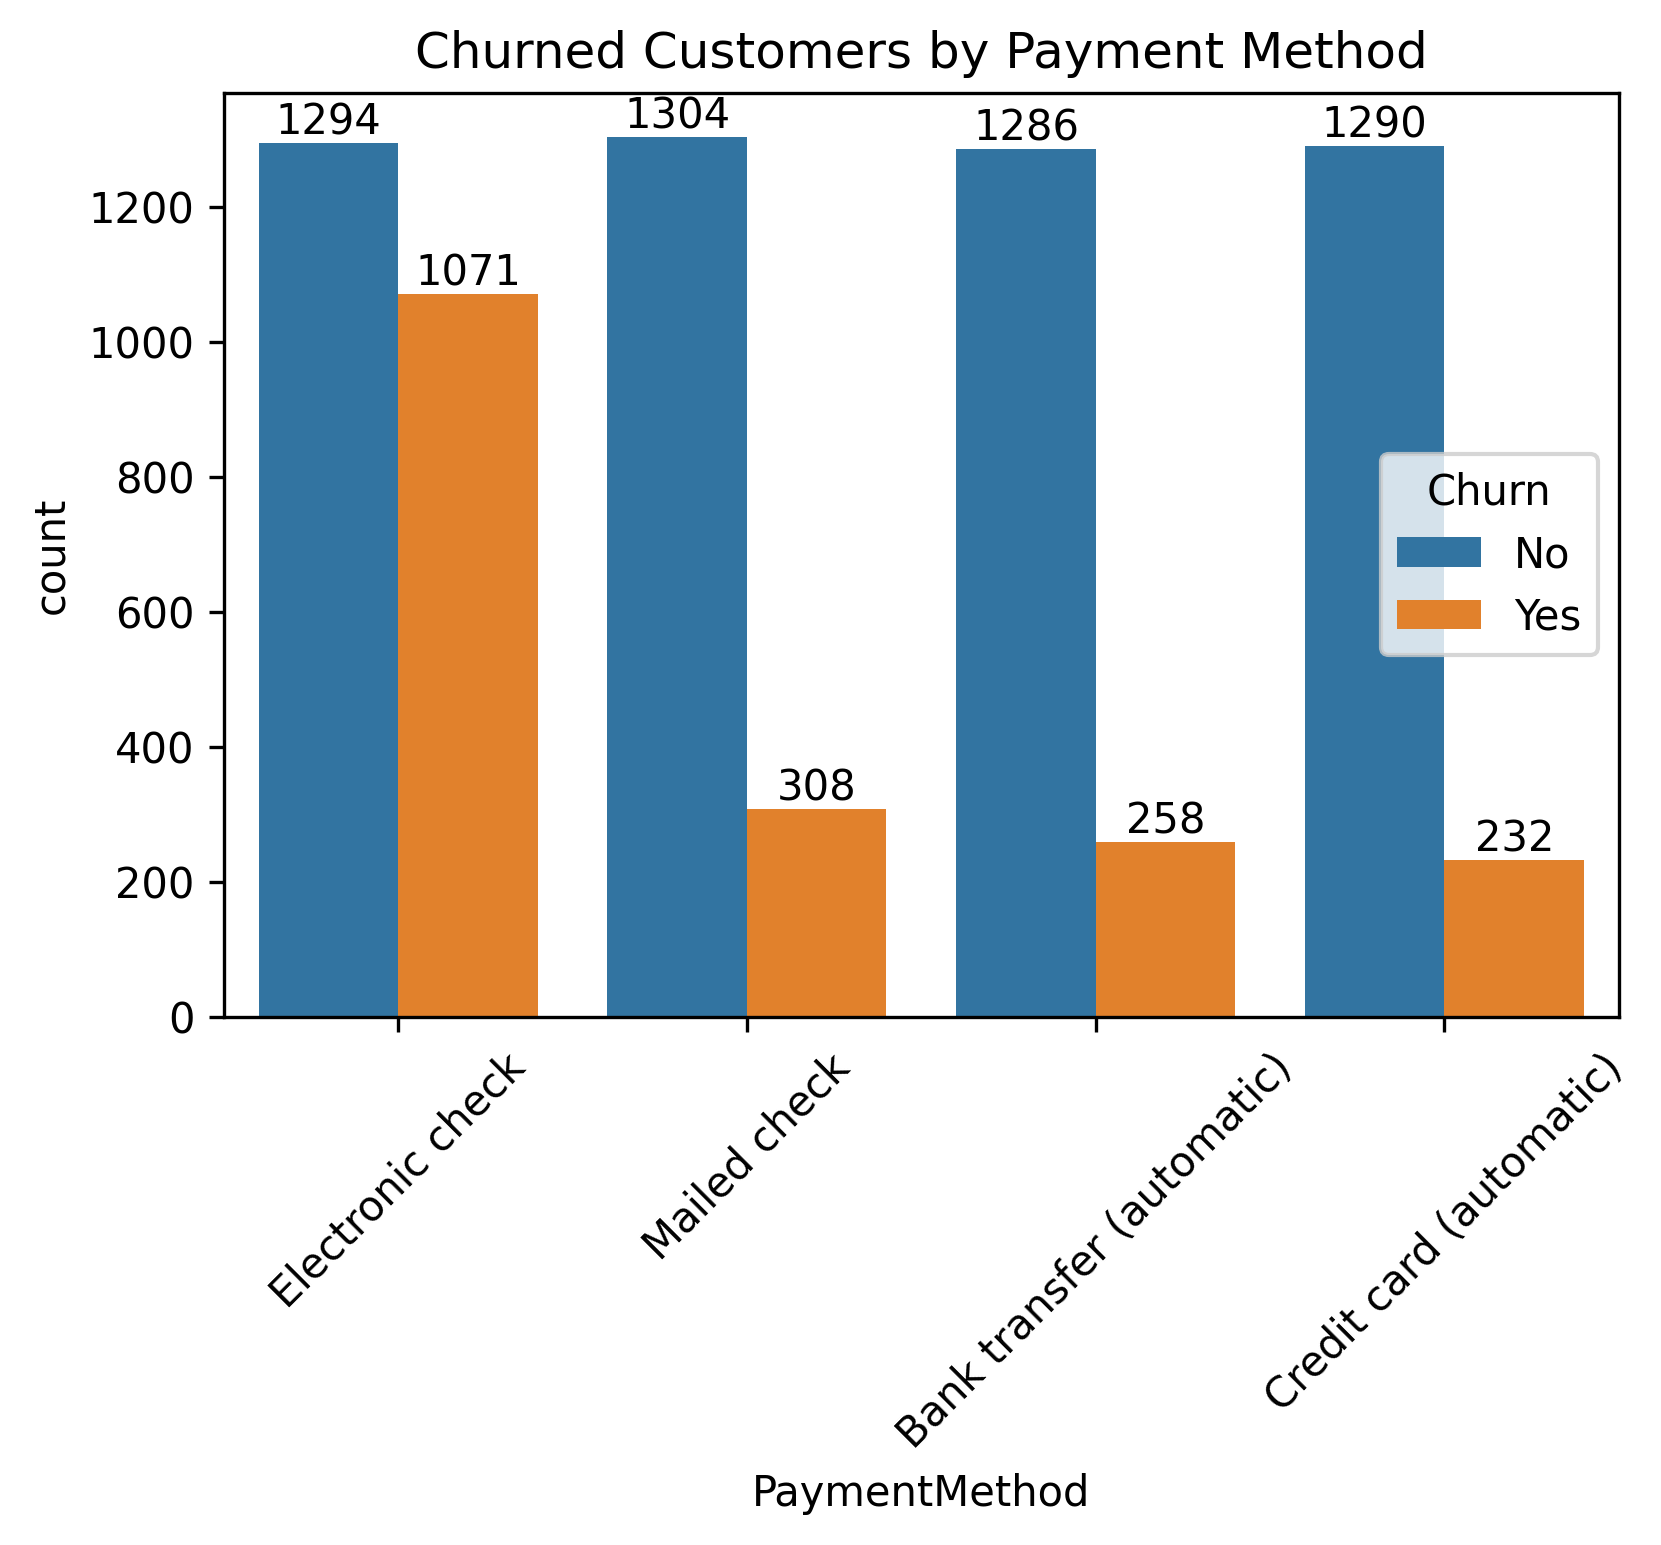 Churned Customers by Payment Method
1294
1304
1286
1290
1200
1071
1000
800
Churn
count
No
600
Yes
400
308
258
232
200
0
Electronic check
Mailed check
Bank transfer (automatic)
Credit card (automatic)
PaymentMethod